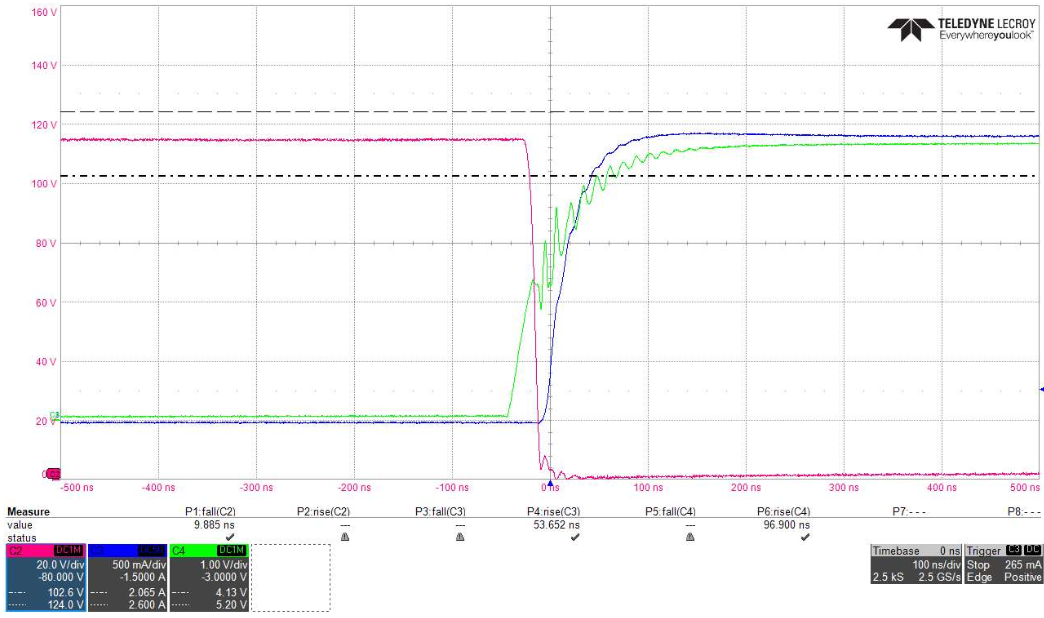 160 V
TELEDYNE LECROY
Everywhereyoulook™
140 V
120 V
100 V
80 V
60 V
40 V
C3
20 V
0
-500 ns -400 ns -300 ns -200 ns -100 ns 0 ns 100 ns 200 ns 300 ns 400 ns 500 ns
Measure P1:fall(C2) P2:rise(C2) P3:fall(C3) P4:rise(C3) P5:fall(C4) P6:rise(C4) P7:--- P8:---
value 9.885 ns --- --- 53.652 ns --- 96.900 ns
status
C2 DC1M C4 DC1M Timebase 0 ns Trigger C3 DC
20.0 V/div 500 mA/div 1.00 V/div 100 ns/div Stop 265 mA
-80.000 V -1.5000 A -3.0000 V 2.5 kS 2.5 GS/s Edge Positive
102.6 V 2.065 A 4.13 V
124.0 V 2.600 A 5.20 V